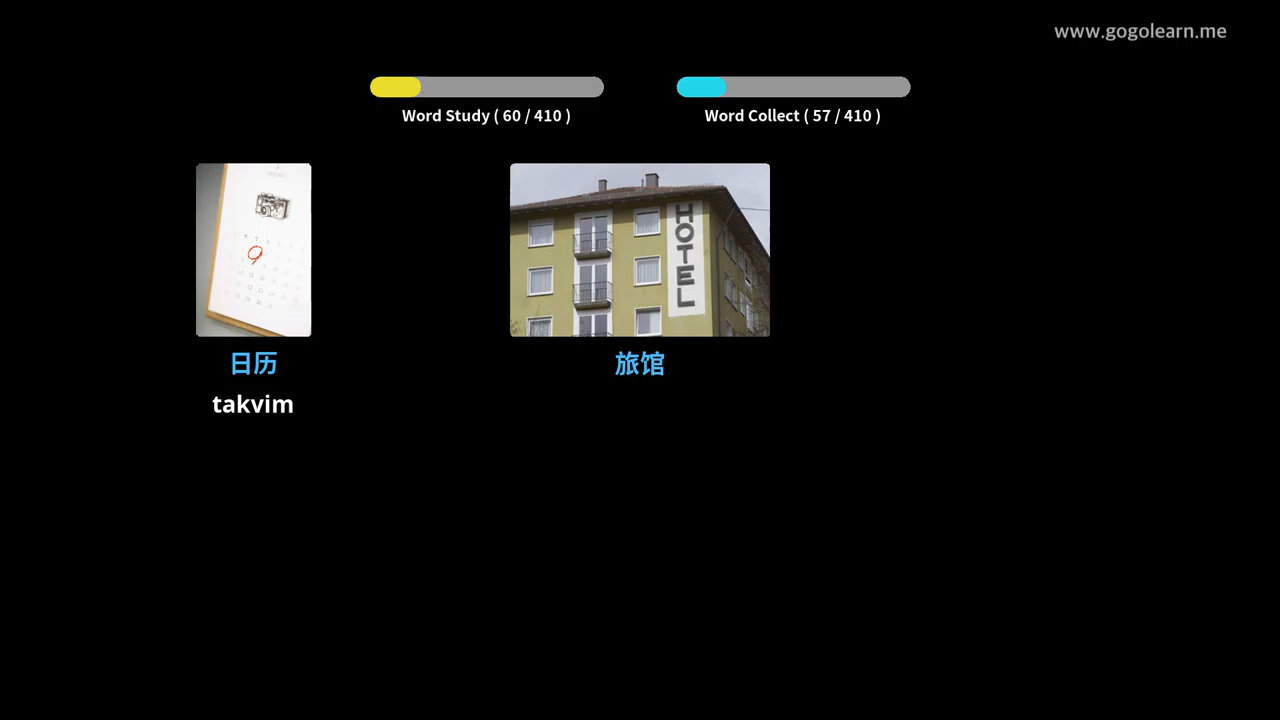 www.gogolearn.me
Word Study ( 60 / 410 )
Word Collect ( 57 / 410 )
HOTEL
日历
旅馆
takvim